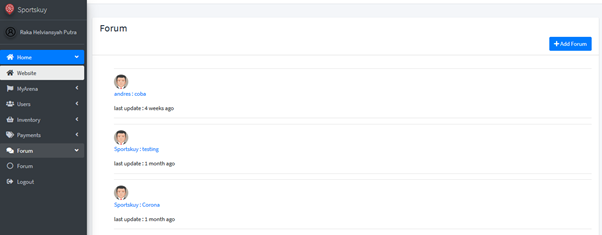 Sportskuy
Raka Helviansyah Putra
Home
Website
MyArena
Users
Inventory
Payments
Forum
Forum
Logout
Forum
Add Forum
andres : coba
last update : 4 weeks ago
Sportskuy : testing
last update : 1 month ago
Sportskuy : Corona
last update : 1 month ago